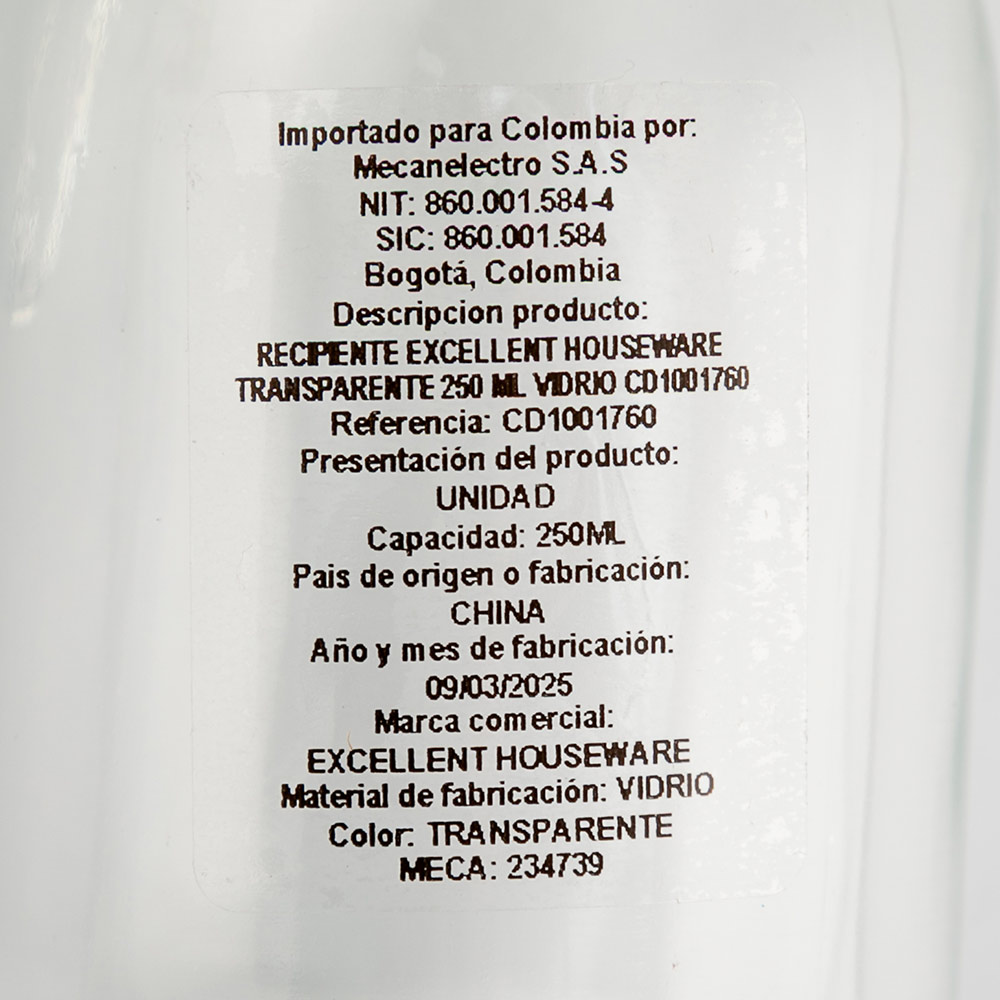 Importado para Colombia por:
Mecanelectro S.A.S
NIT: 860.001.584-4
SIC: 860.001.584
Bogotá, Colombia
Descripcion producto:
RECIPIENTE EXCELLENT HOUSEWARE
TRANSPARENTE 250 ML VIDRIO CD1001760
Referencia: CD1001760
Presentación del producto:
UNIDAD
Capacidad: 250ML
Pais de origen o fabricación:
CHINA
Año y mes de fabricación:
09/03/2025
Marca comercial:
EXCELLENT HOUSEWARE
Material de fabricación: VIDRIO
Color: TRANSPARENTE
MECA: 234739